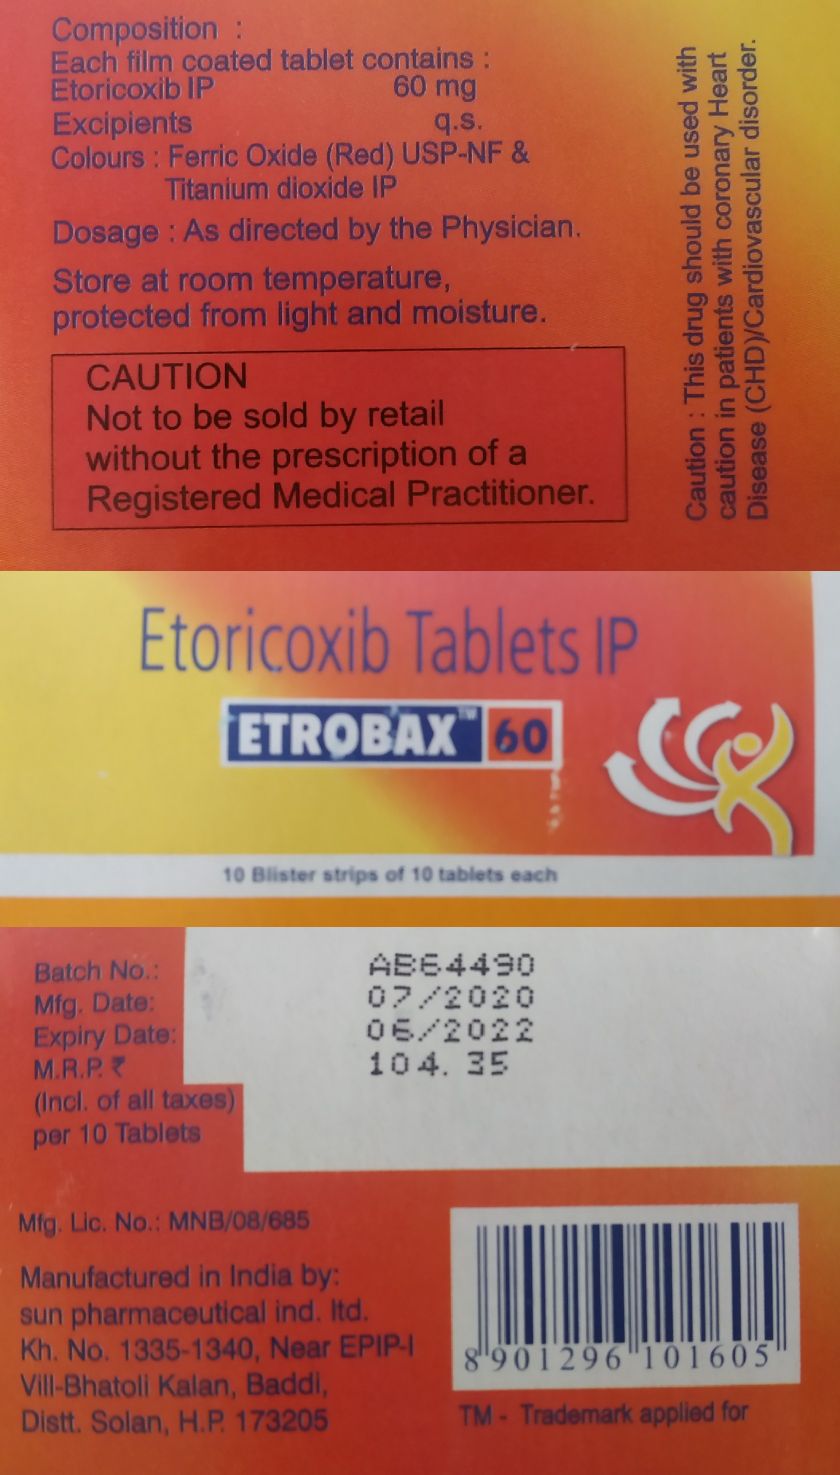 Composition :
Each film coated tablet contains :
Etoricoxib IP 60 mg
Excipients q.s.
Colours : Ferric Oxide (Red) USP-NF &
Titanium dioxide IP
Dosage : As directed by the Physician.
Store at room temperature,
protected from light and moisture.
CAUTION
Not to be sold by retail
without the prescription of a
Registered Medical Practitioner.
Caution : This drug should be used with
caution in patients with coronary Heart
Disease (CHD)/Cardiovascular disorder.
Etoricoxib Tablets IP
ETROBAX™ 60
10 Blister strips of 10 tablets each
Batch No.: AB64490
Mfg. Date: 07/2020
Expiry Date: 06/2022
M.R.P. ₹ 104.35
(Incl. of all taxes)
per 10 Tablets
Mfg. Lic. No.: MNB/08/685
Manufactured in India by:
sun pharmaceutical ind. ltd.
Kh. No. 1335-1340, Near EPIP-I
Vill-Bhatoli Kalan, Baddi,
Distt. Solan, H.P. 173205
8 901296 101605
TM - Trademark applied for